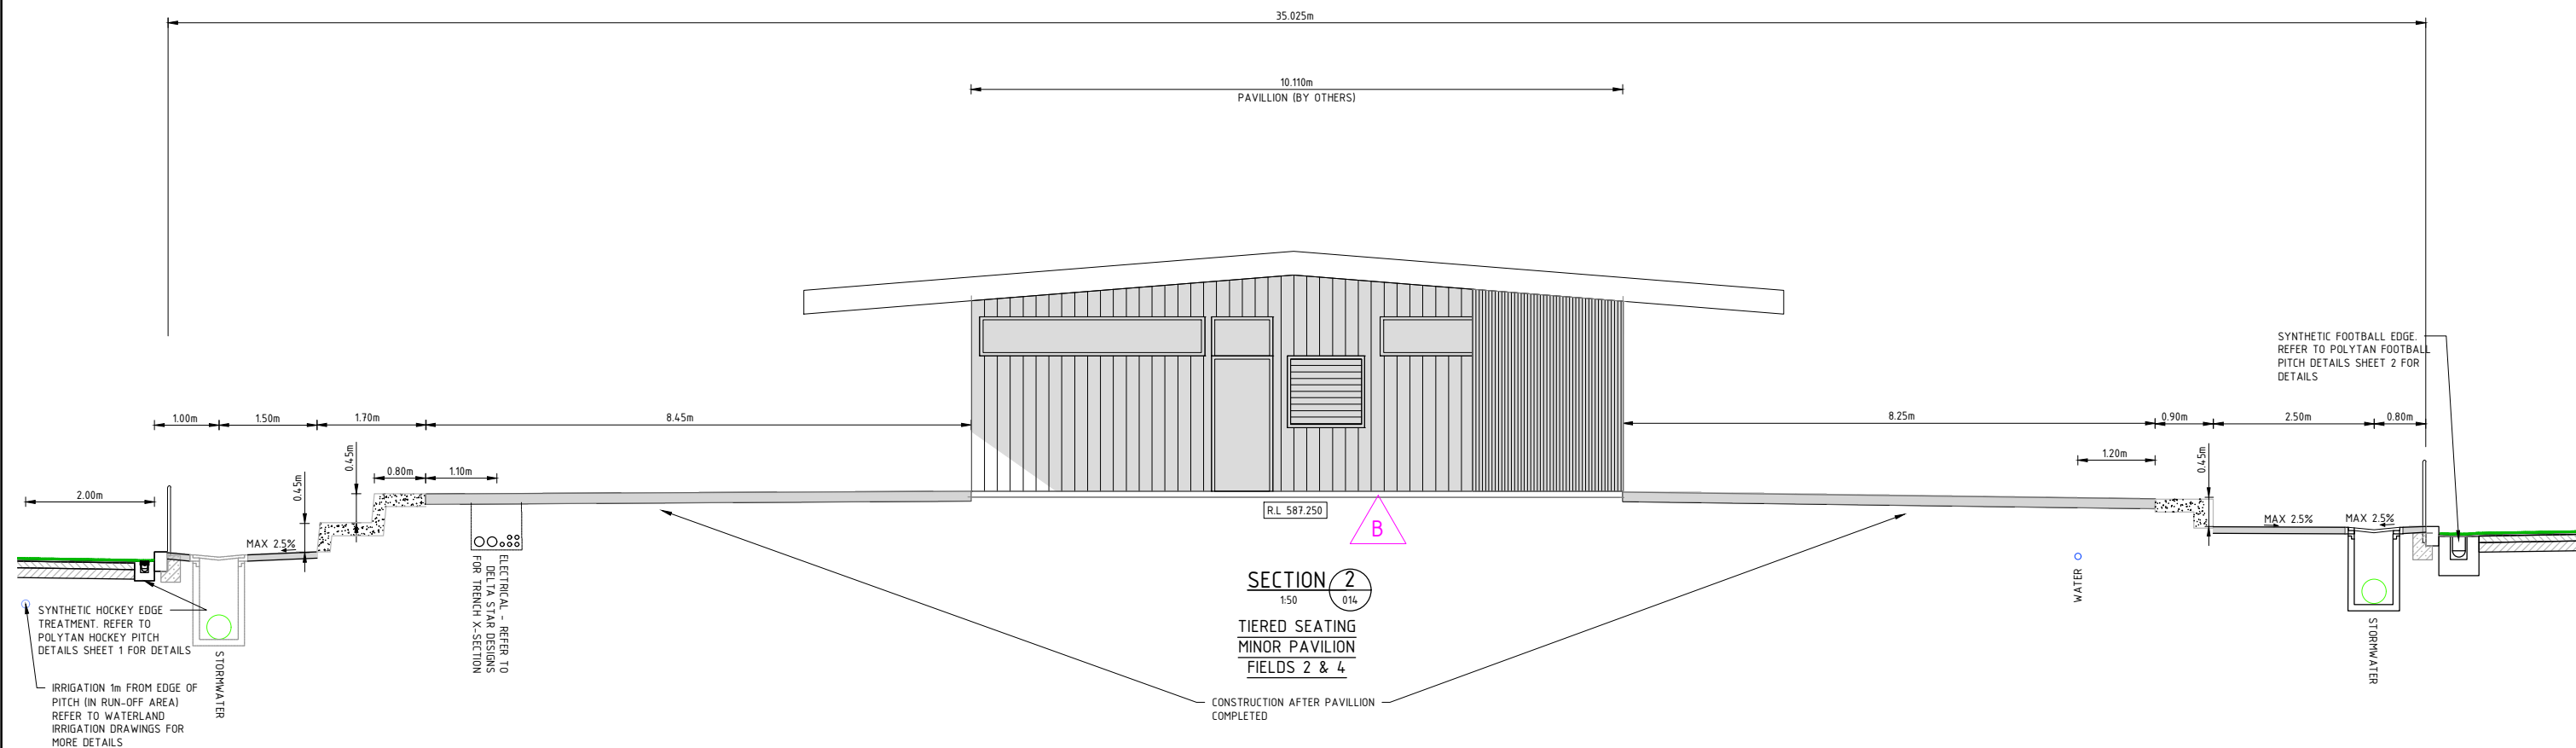 35.025m
10.110m
PAVILLION (BY OTHERS)
SYNTHETIC FOOTBALL EDGE.
REFER TO POLYTAN FOOTBALL
PITCH DETAILS SHEET 2 FOR
DETAILS
1.00m
1.50m
1.70m
8.45m
8.25m
0.90m
2.50m
0.80m
0.45m
0.80m
1.10m
1.20m
0.45m
2.00m
0.45m
MAX 2.5%
MAX 2.5%
MAX 2.5%
R.L 587.250
B
ELECTRICAL - REFER TO
DELTA STAR DESIGNS
FOR TRENCH X-SECTION
WATER
SECTION 2
1:50 014
TIERED SEATING
MINOR PAVILION
FIELDS 2 & 4
SYNTHETIC HOCKEY EDGE
TREATMENT. REFER TO
POLYTAN HOCKEY PITCH
DETAILS SHEET 1 FOR DETAILS
STORMWATER
STORMWATER
IRRIGATION 1m FROM EDGE OF
PITCH (IN RUN-OFF AREA)
REFER TO WATERLAND
IRRIGATION DRAWINGS FOR
MORE DETAILS
CONSTRUCTION AFTER PAVILLION
COMPLETED